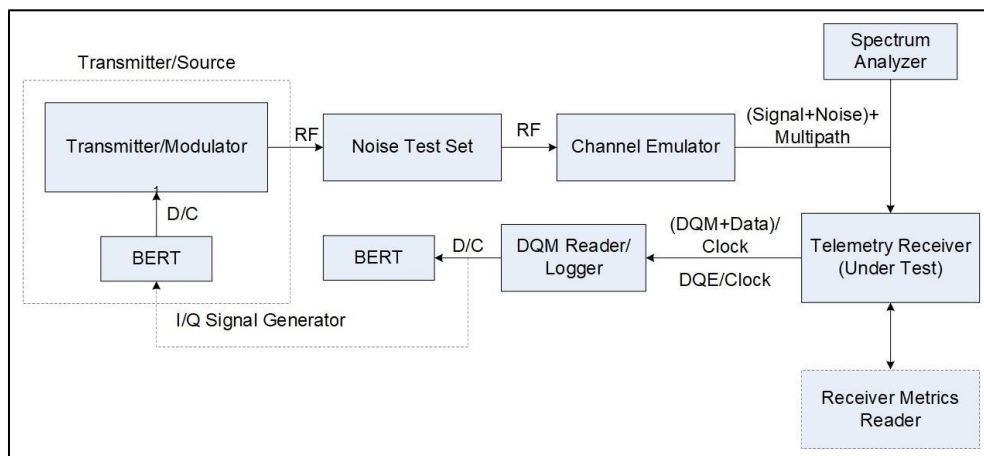 Transmitter/Source
Spectrum
Analyzer
Transmitter/Modulator
RF
Noise Test Set
RF
Channel Emulator
(Signal+Noise)+
Multipath
1
D/C
BERT
BERT
D/C
DQM Reader/
Logger
(DQM+Data)/
Clock
DQE/Clock
Telemetry Receiver
(Under Test)
I/Q Signal Generator
Receiver Metrics
Reader